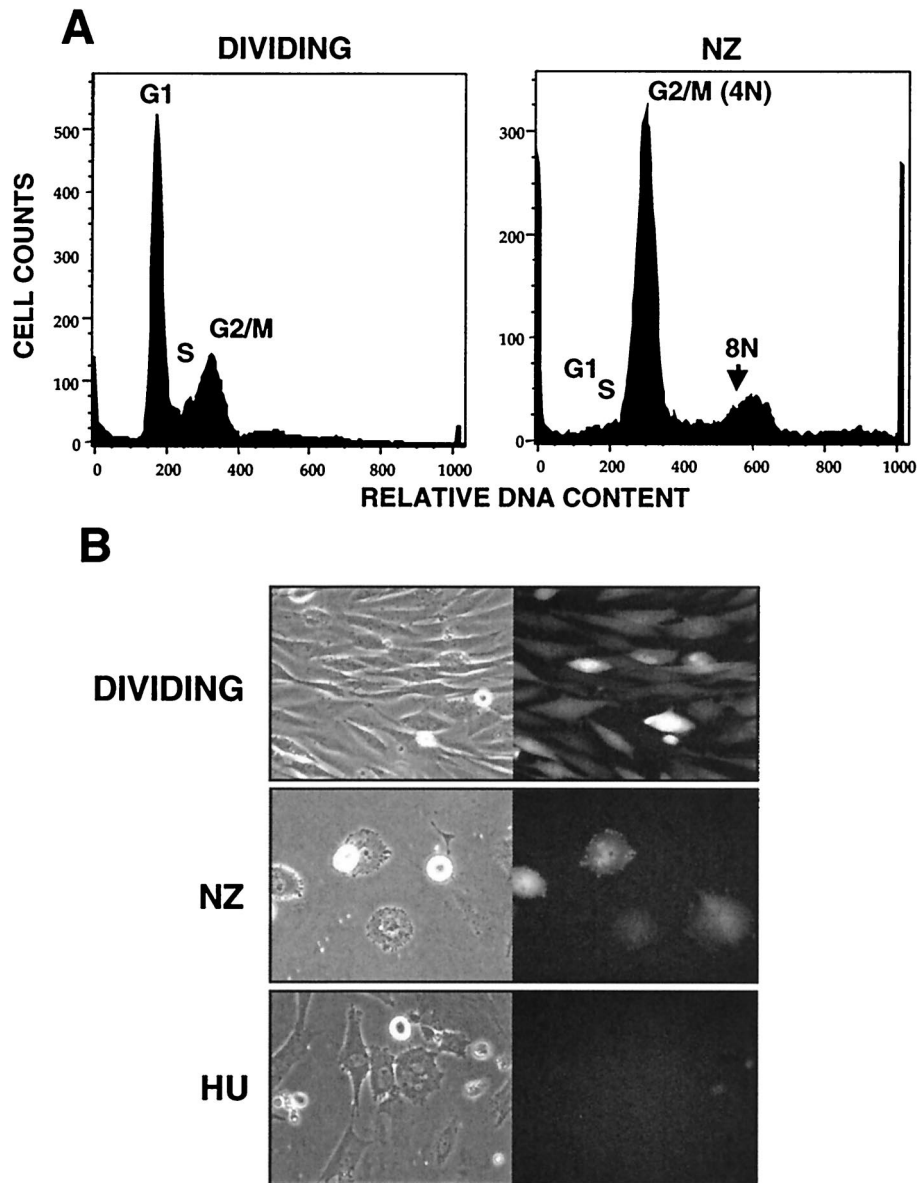 A
DIVIDING
NZ
G1
S
G2/M
500
400
300
200
100
0
0 200 400 600 800 1000
CELL COUNTS
G2/M (4N)
G1
S
8N
300
200
100
0
0 200 400 600 800 1000
RELATIVE DNA CONTENT
B
DIVIDING
NZ
HU